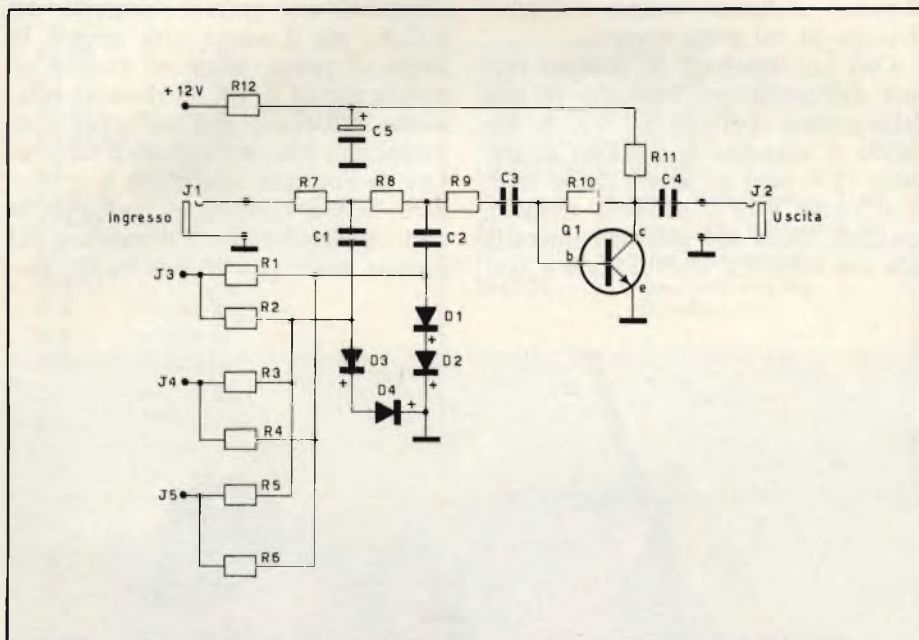 +12V
R12
+
C5
J1
ingresso
R7
R8
R9
C3
R10
R11
C4
J2
Uscita
C1
C2
Q1
b
c
e
J3
R1
R2
D1
+
D3
+
D2
+
D4
+
J4
R3
R4
J5
R5
R6